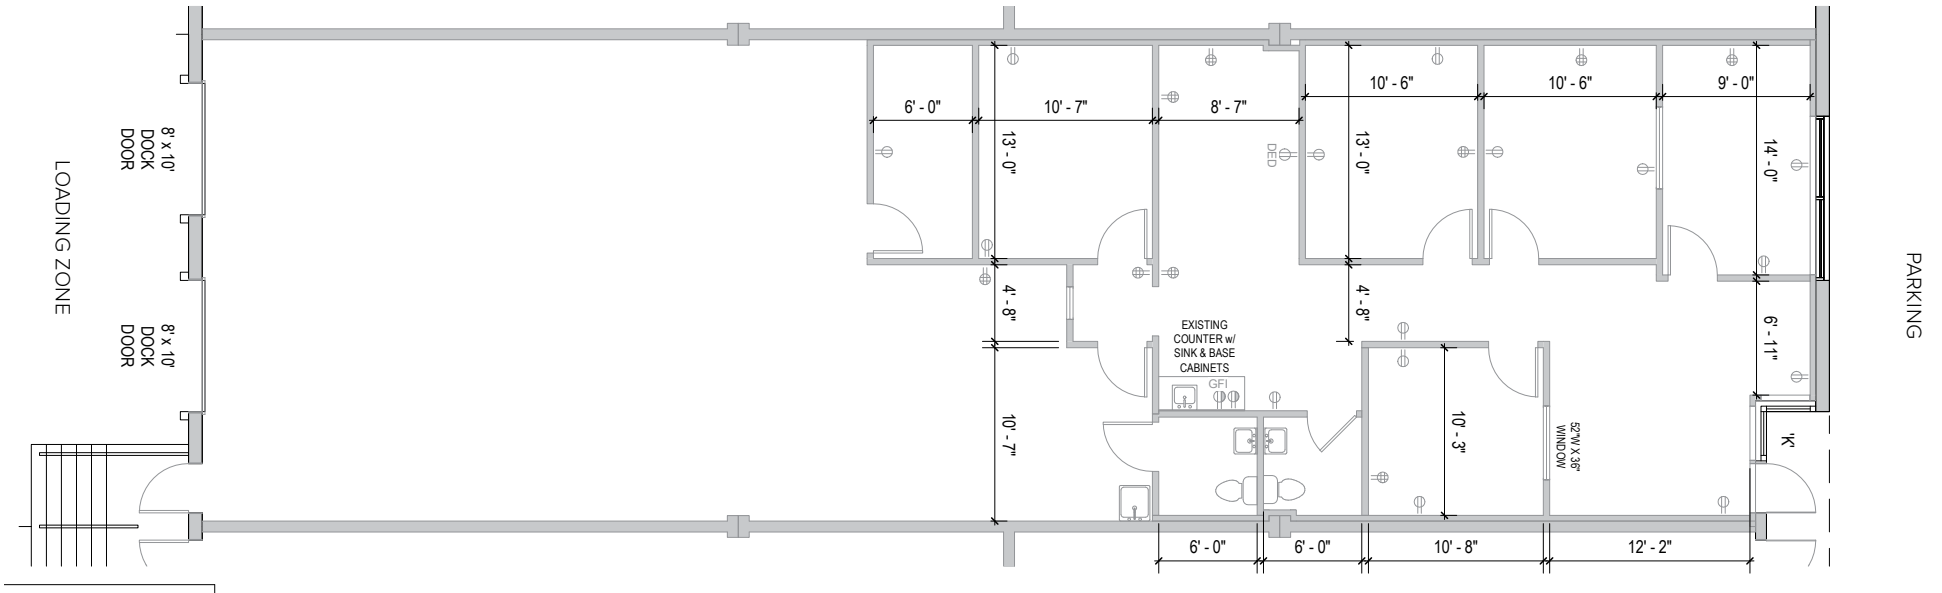 LOADING ZONE
8' x 10'
DOCK
DOOR
8' x 10'
DOCK
DOOR
6' - 0"
10' - 7"
8' - 7"
10' - 6"
10' - 6"
9' - 0"
13' - 0"
13' - 0"
14' - 0"
DED
4' - 8"
4' - 8"
6' - 11"
EXISTING
COUNTER w/
SINK & BASE
CABINETS
GFI
10' - 7"
10' - 3"
52"W X 36"
WINDOW
'K'
6' - 0"
6' - 0"
10' - 8"
12' - 2"
PARKING